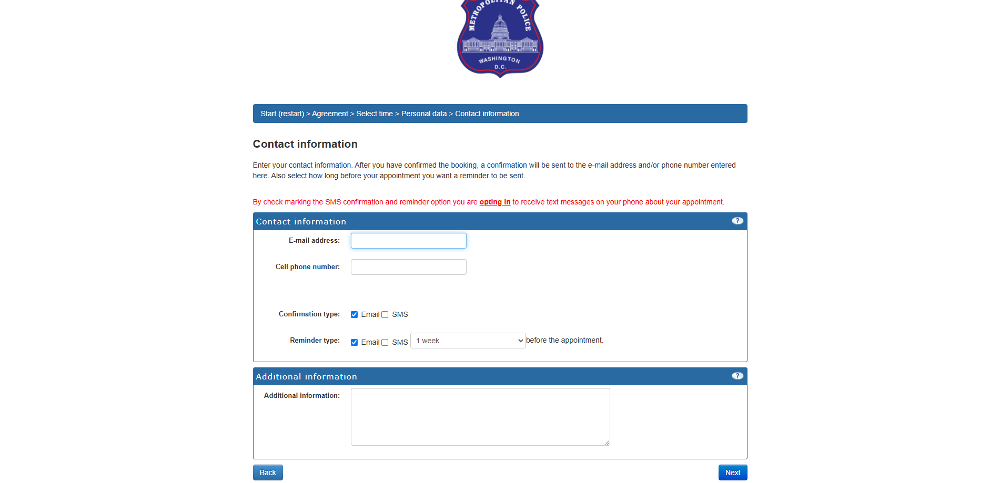 METROPOLITAN POLICE
WASHINGTON
D.C.
Start (restart) > Agreement > Select time > Personal data > Contact information
Contact information
Enter your contact information. After you have confirmed the booking, a confirmation will be sent to the e-mail address and/or phone number entered
here. Also select how long before your appointment you want a reminder to be sent.
By check marking the SMS confirmation and reminder option you are opting in to receive text messages on your phone about your appointment.
Contact information ?
E-mail address:
Cell phone number:
Confirmation type: Email SMS
Reminder type: Email SMS 1 week before the appointment.
Additional information ?
Additional information:
Back Next